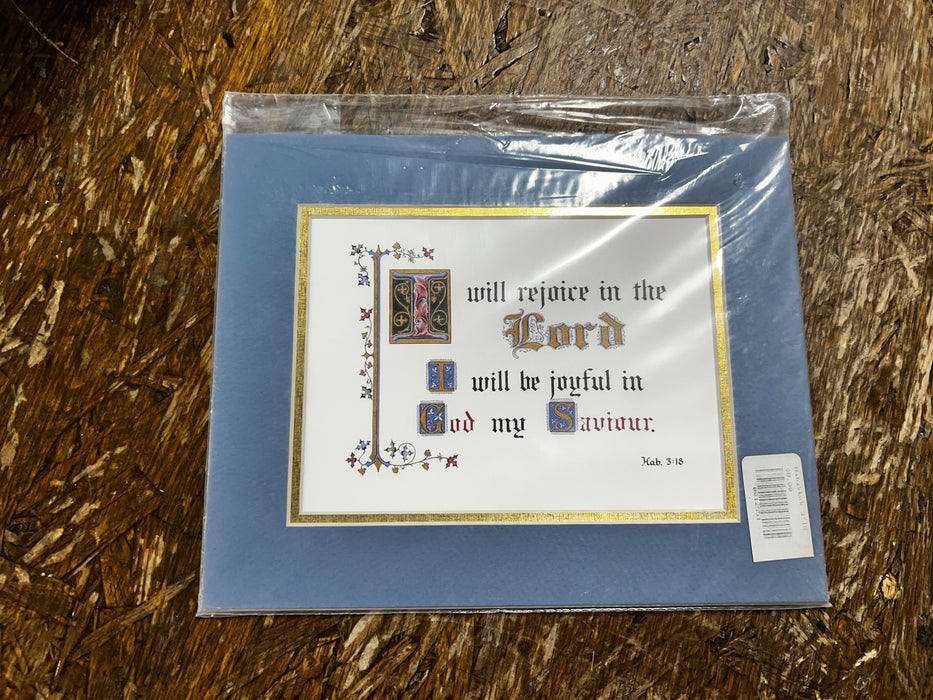 I will rejoice in the
Lord
I will be joyful in
God my Saviour.
Hab. 3:18